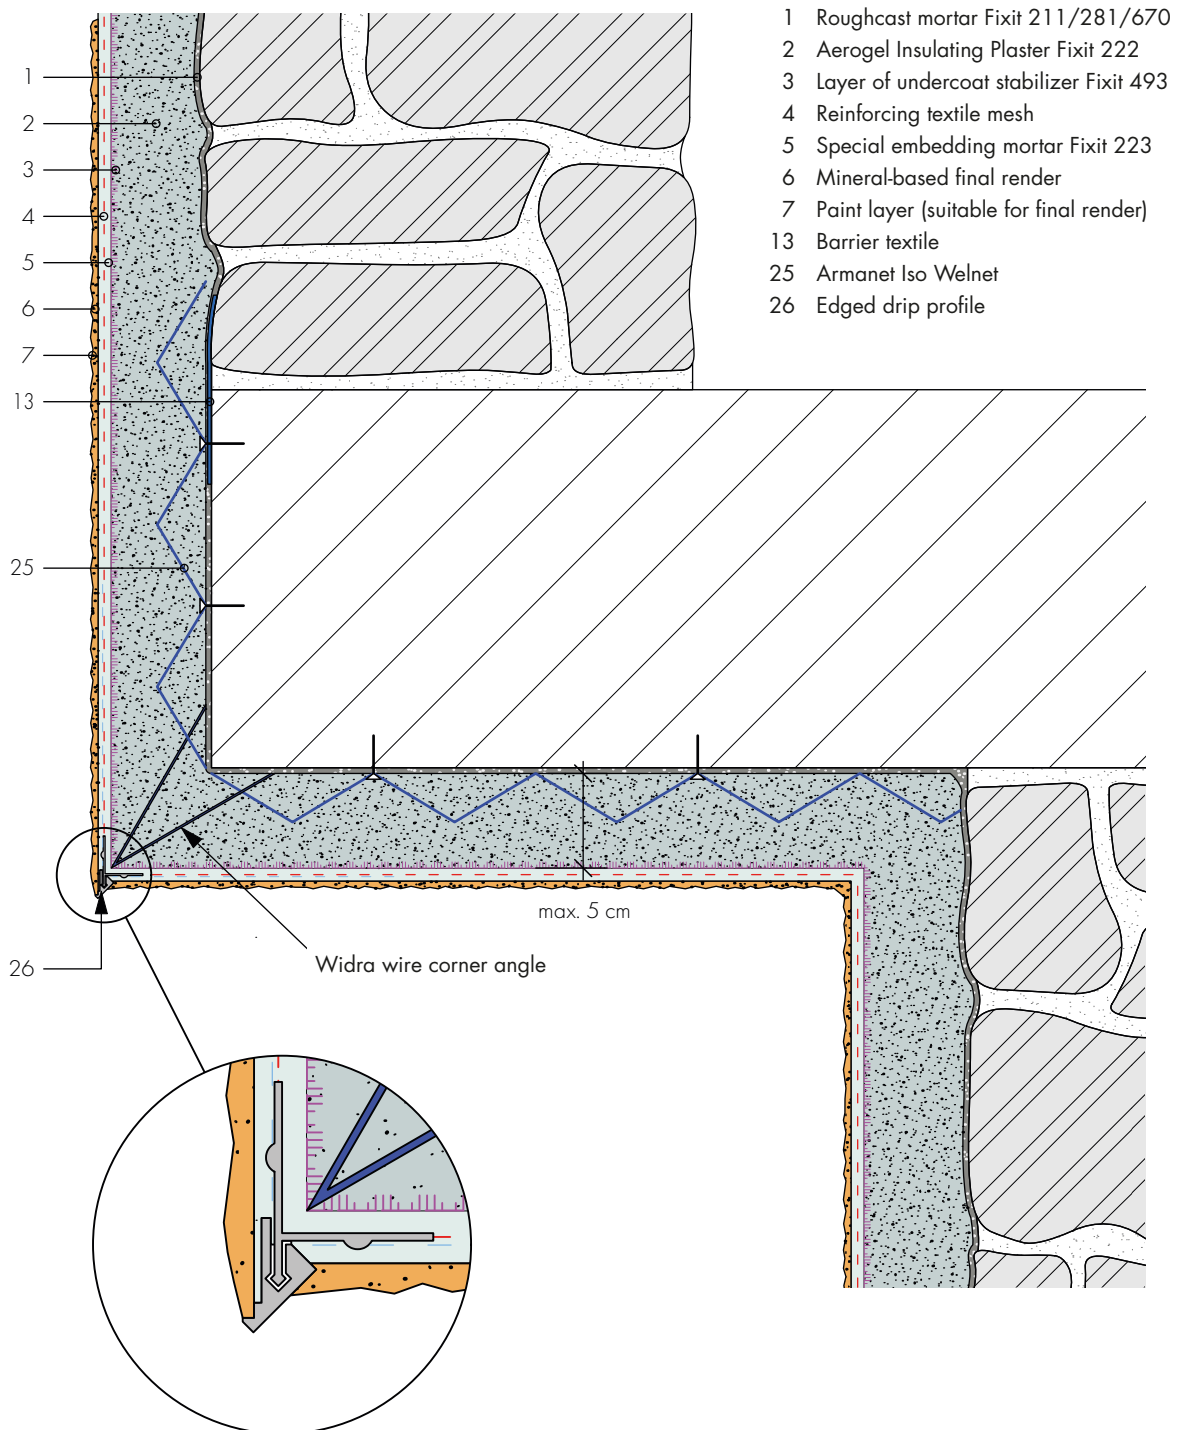 1 Roughcast mortar Fixit 211/281/670
2 Aerogel Insulating Plaster Fixit 222
3 Layer of undercoat stabilizer Fixit 493
4 Reinforcing textile mesh
5 Special embedding mortar Fixit 223
6 Mineral-based final render
7 Paint layer (suitable for final render)
13 Barrier textile
25 Armanet Iso Welnet
26 Edged drip profile
1
2
3
4
5
6
7
13
25
max. 5 cm
Widra wire corner angle
26